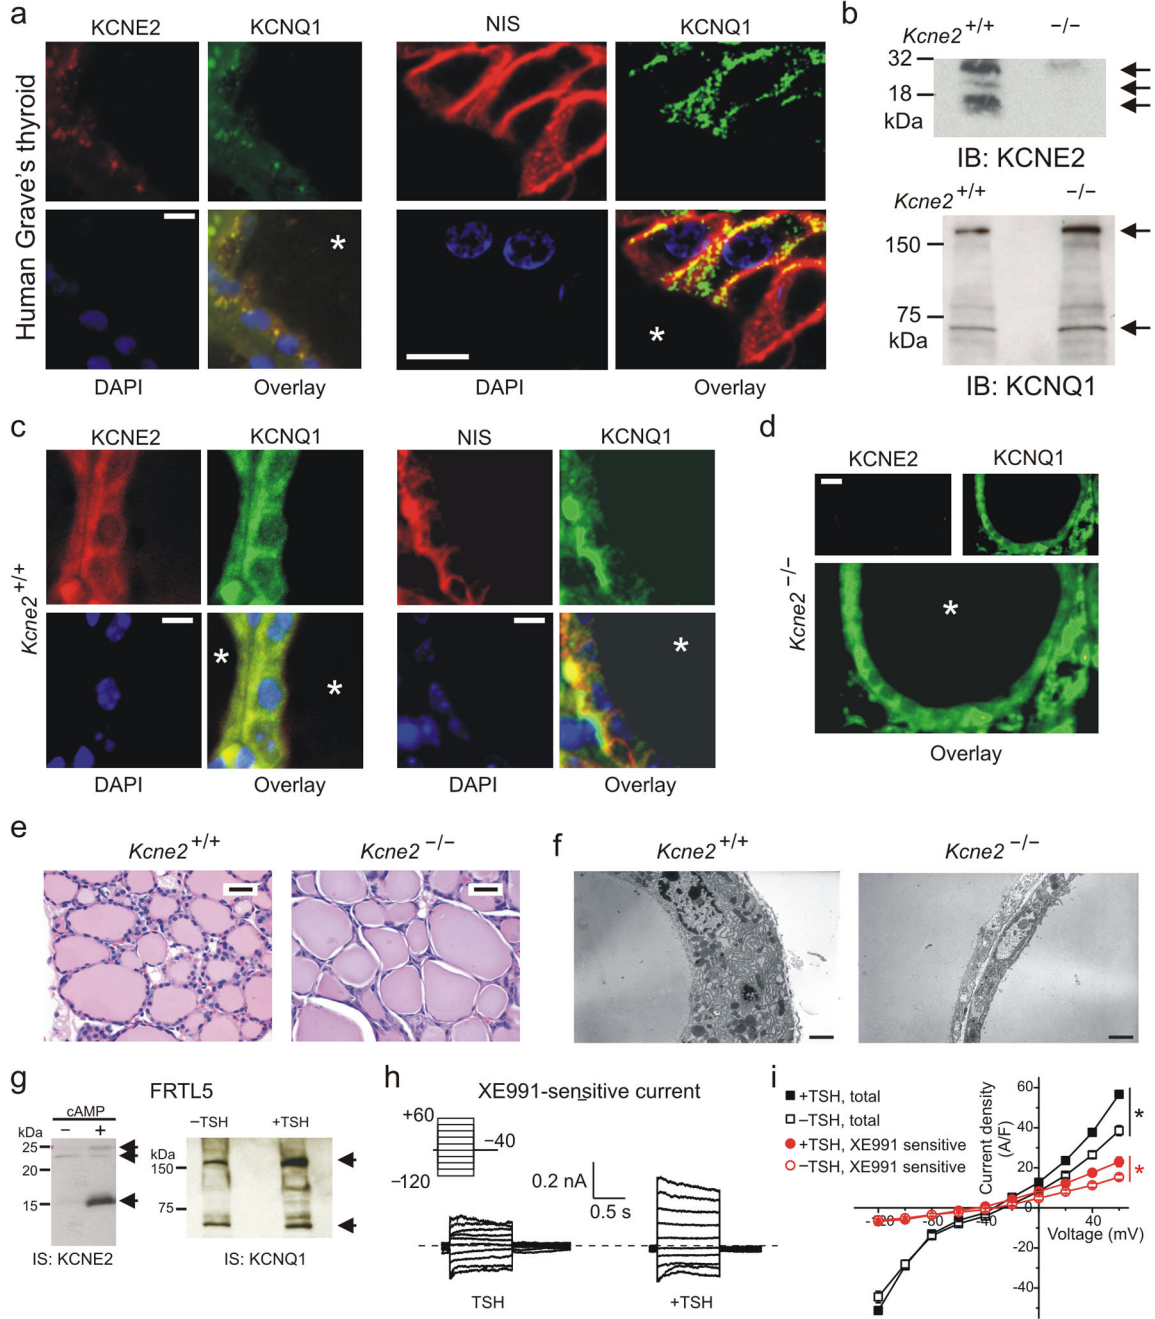 a
KCNE2 KCNQ1 NIS KCNQ1
Human Grave's thyroid
* *
DAPI Overlay DAPI Overlay
b
Kcne2 +/+ −/−
32
18
kDa
IB: KCNE2
Kcne2 +/+ −/−
150
75
kDa
IB: KCNQ1
c
KCNE2 KCNQ1 NIS KCNQ1
Kcne2 +/+
* * *
DAPI Overlay DAPI Overlay
d
KCNE2 KCNQ1
Kcne2 −/−
*
Overlay
e
Kcne2 +/+ Kcne2 −/−
f
Kcne2 +/+ Kcne2 −/−
g
FRTL5
cAMP
− +
kDa
25
20
15
IS: KCNE2
−TSH +TSH
kDa
150
75
IS: KCNQ1
h
XE991-sensitive current
+60
−40
−120
0.2 nA
0.5 s
TSH +TSH
i
+TSH, total
−TSH, total
+TSH, XE991 sensitive
−TSH, XE991 sensitive
Current density
(A/F)
60
40
20
0
-20
-40
-120 -80 -40 40
Voltage (mV)
*
*